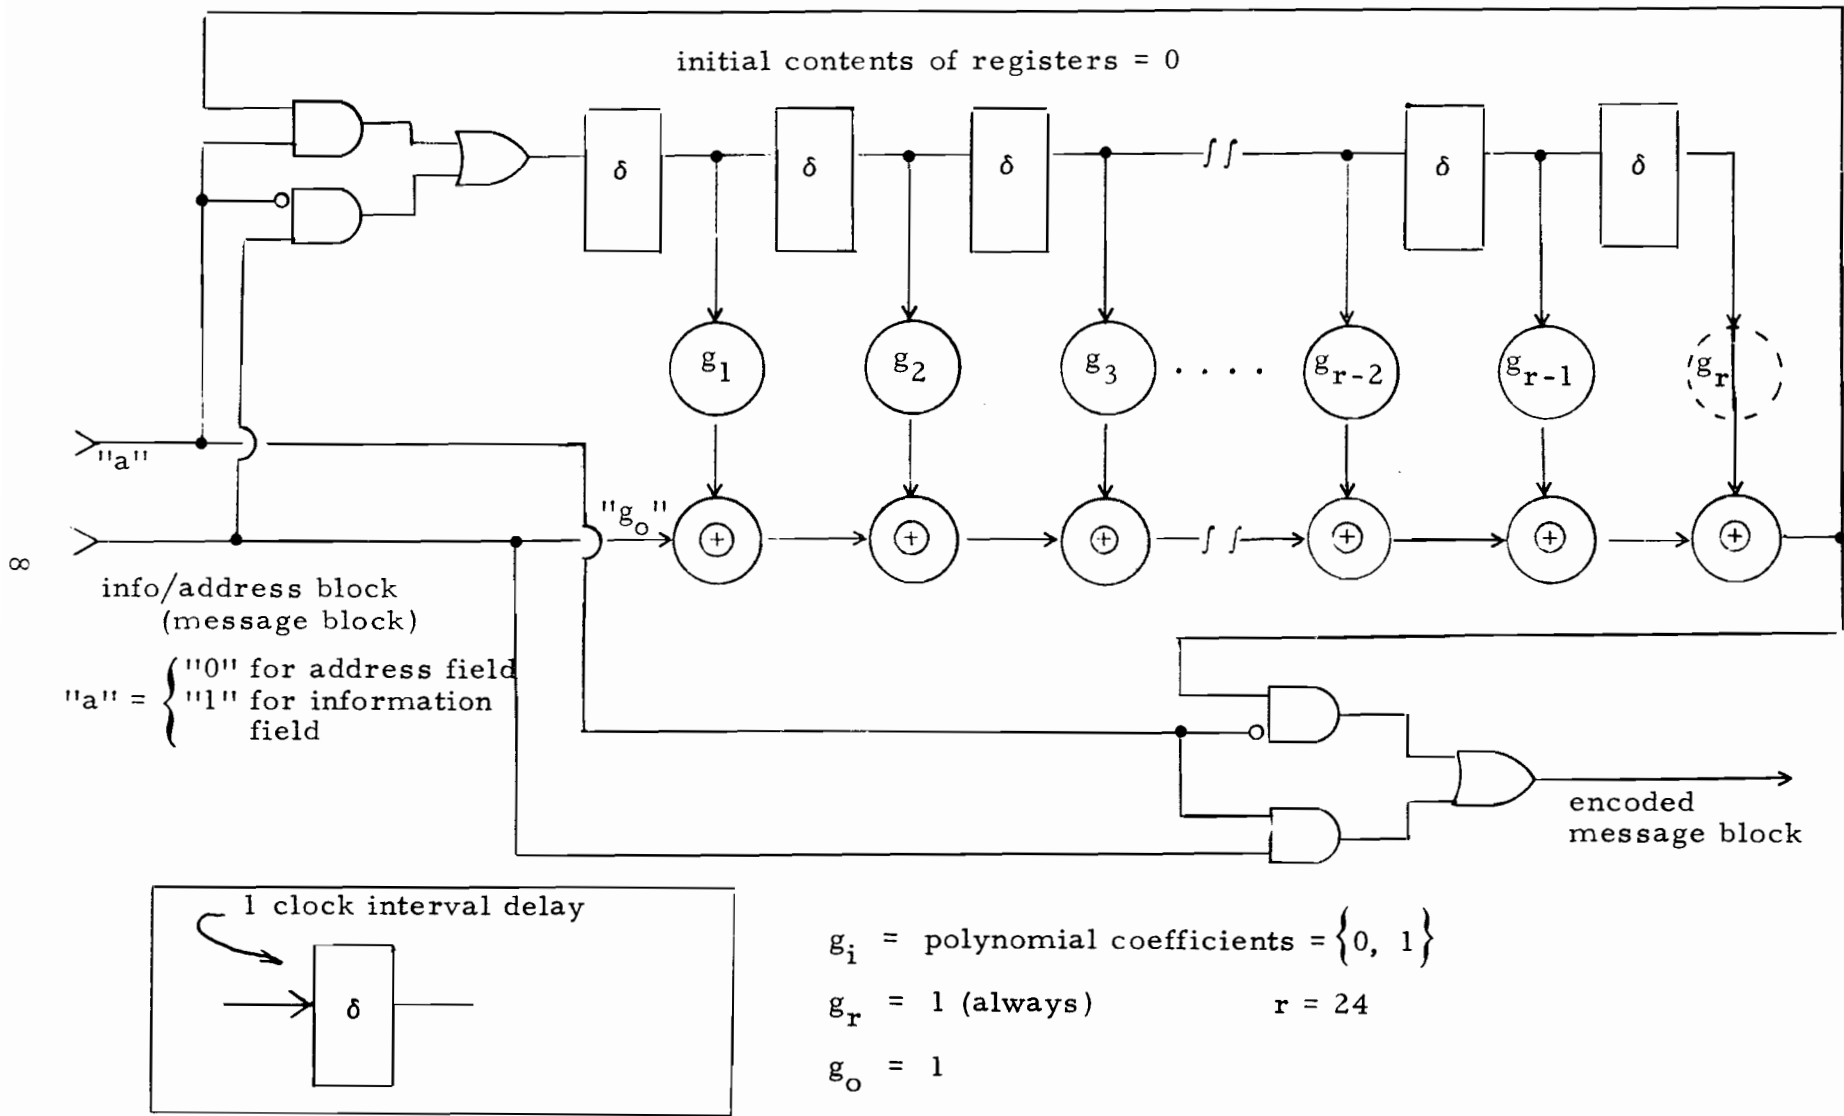 initial contents of registers = 0
δ δ δ ∫∫ δ δ
g1 g2 g3 .... gr-2 gr-1 gr
"a"
"go"
+ + + ∫∫ + + +
∞
info/address block
(message block)
"a" = { "0" for address field
"1" for information
field
encoded
message block
1 clock interval delay
δ
gi = polynomial coefficients = {0, 1}
gr = 1 (always) r = 24
go = 1